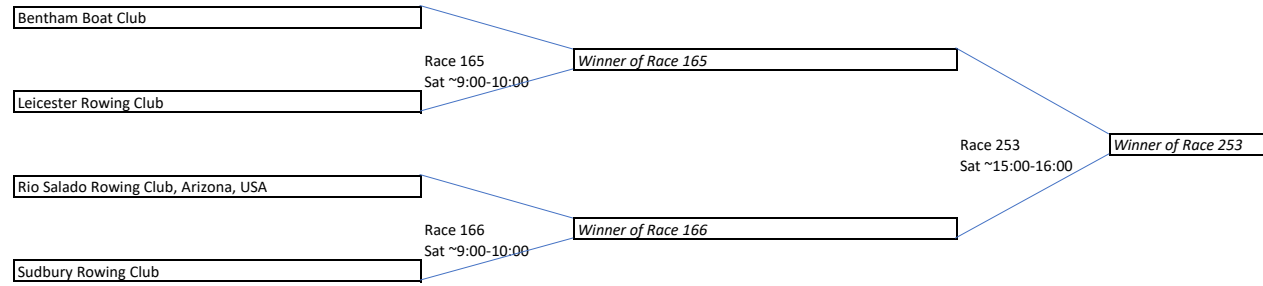 Bentham Boat Club
Race 165
Sat ~9:00-10:00
Winner of Race 165
Leicester Rowing Club
Race 253
Sat ~15:00-16:00
Winner of Race 253
Rio Salado Rowing Club, Arizona, USA
Race 166
Sat ~9:00-10:00
Winner of Race 166
Sudbury Rowing Club